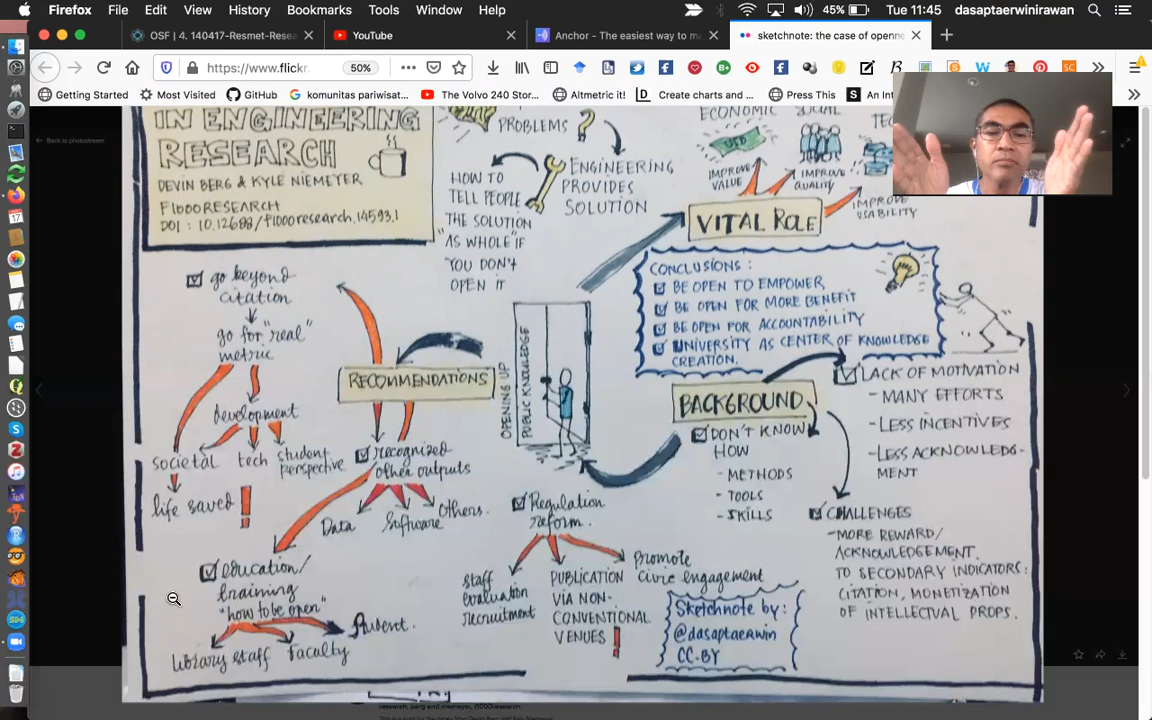 Firefox File Edit View History Bookmarks Tools Window Help 45% Tue 11:45 dasaptaerwinirawan
OSF | 4. 140417-Resmet-Rese
YouTube
Anchor - The easiest way to m
sketchnote: the case of openne
https://www.flickr. 50%
Getting Started Most Visited GitHub komunitas pariwisat... The Volvo 240 Stor... Altmetric it! Create charts and... Press This An Int
Back to photostream
IN ENGINEERING
RESEARCH
DEVIN BERG & KYLE NIEMEYER
F1000RESEARCH
DOI : 10.12688/f1000research.14593.1
PROBLEMS ?
ENGINEERING
PROVIDES
SOLUTION
HOW TO
TELL PEOPLE
THE SOLUTION
"AS WHOLE" IF
YOU DON'T
OPEN IT
ECONOMIC
USD
IMPROVE
VALUE
IMPROVE
QUALITY
IMPROVE
USABILITY
VITAL ROLE
CONCLUSIONS :
BE OPEN TO EMPOWER
BE OPEN FOR MORE BENEFIT
BE OPEN FOR ACCOUNTABILITY
UNIVERSITY AS CENTER OF KNOWLEDGE
CREATION.
go beyond
citation
go for "real"
metric
development
societal
tech
student
perspective
life saved !
RECOMMENDATIONS
recognized
other outputs
Data
Software
Others.
OPENING UP
PUBLIC KNOWLEDGE
BACKGROUND
DON'T KNOW
HOW
- METHODS
- TOOLS
- SKILLS
LACK OF MOTIVATION
- MANY EFFORTS
- LESS INCENTIVES
- LESS ACKNOWLEDG-
MENT
CHALLENGES
- MORE REWARD/
ACKNOWLEDGEMENT
TO SECONDARY INDICATORS:
CITATION, MONETIZATION
OF INTELLECTUAL PROPS.
Regulation
reform.
staff
evaluation
recruitment
PUBLICATION
VIA NON-
CONVENTIONAL
VENUES !
Promote
civic engagement
education/
training
"how to be open"
Library staff
Faculty
Student.
Sketchnote by:
@dasaptaerwin
CC-BY